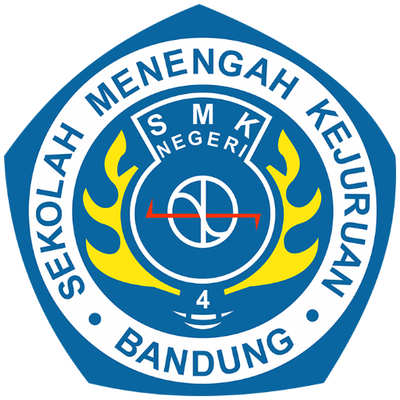 SEKOLAH MENENGAH KEJURUAN
SMK
NEGERI
4
BANDUNG